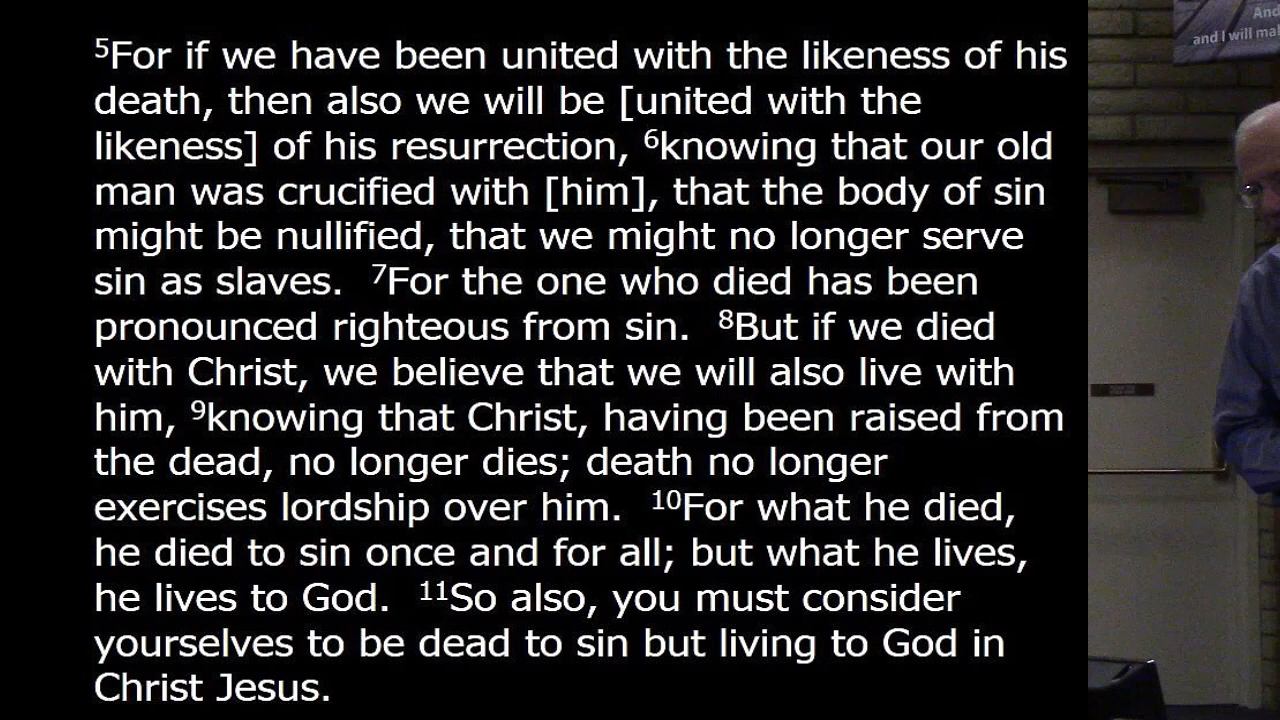 ⁵For if we have been united with the likeness of his
death, then also we will be [united with the
likeness] of his resurrection, ⁶knowing that our old
man was crucified with [him], that the body of sin
might be nullified, that we might no longer serve
sin as slaves. ⁷For the one who died has been
pronounced righteous from sin. ⁸But if we died
with Christ, we believe that we will also live with
him, ⁹knowing that Christ, having been raised from
the dead, no longer dies; death no longer
exercises lordship over him. ¹⁰For what he died,
he died to sin once and for all; but what he lives,
he lives to God. ¹¹So also, you must consider
yourselves to be dead to sin but living to God in
Christ Jesus.
And
and I will